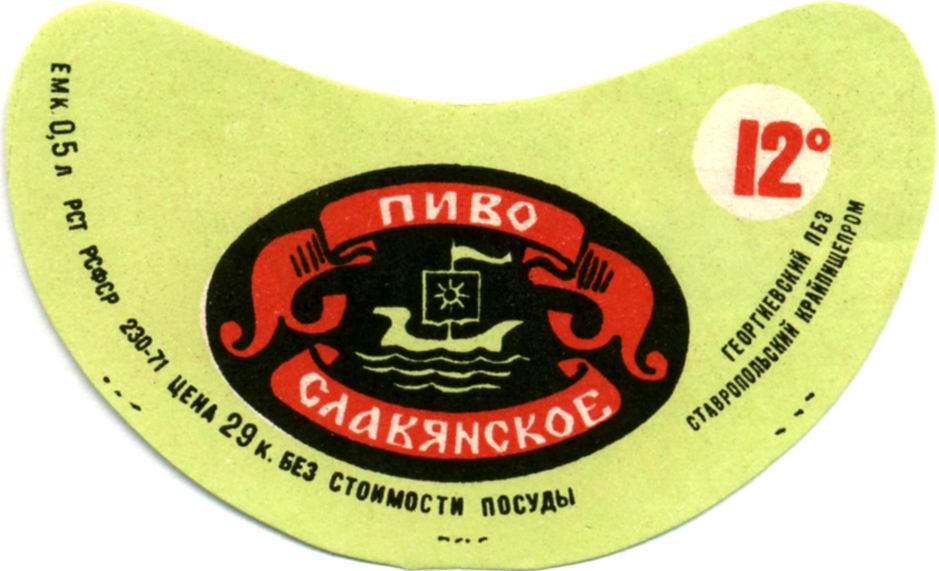 ПИВО
СЛАВЯНСКОЕ
12°
ЕМК. 0,5 Л РСТ РСФСР 230-71 ЦЕНА 29 К. БЕЗ СТОИМОСТИ ПОСУДЫ
ГЕОРГИЕВСКИЙ ПБЗ
СТАВРОПОЛЬСКИЙ КРАЙПИЩЕПРОМ